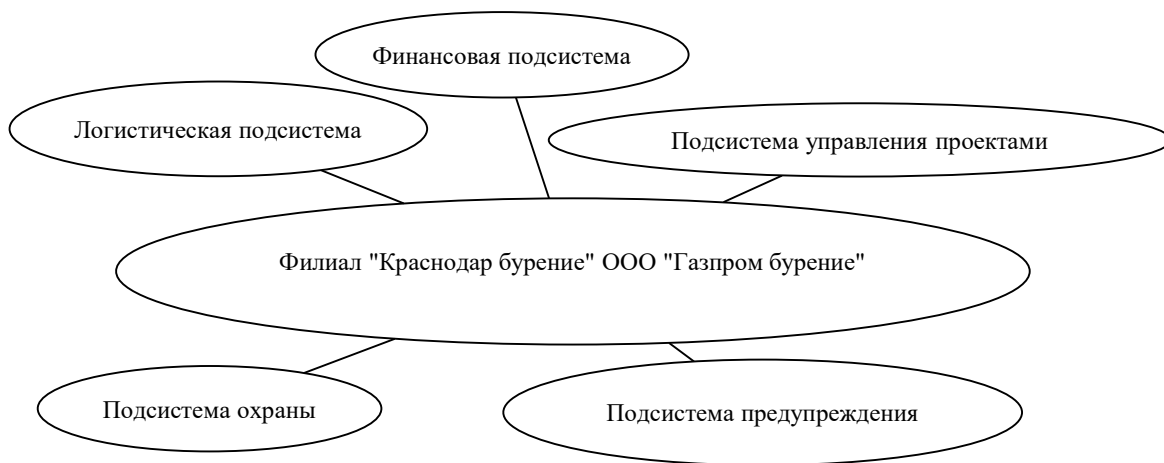 Финансовая подсистема
Логистическая подсистема
Подсистема управления проектами
Филиал "Краснодар бурение" ООО "Газпром бурение"
Подсистема охраны
Подсистема предупреждения